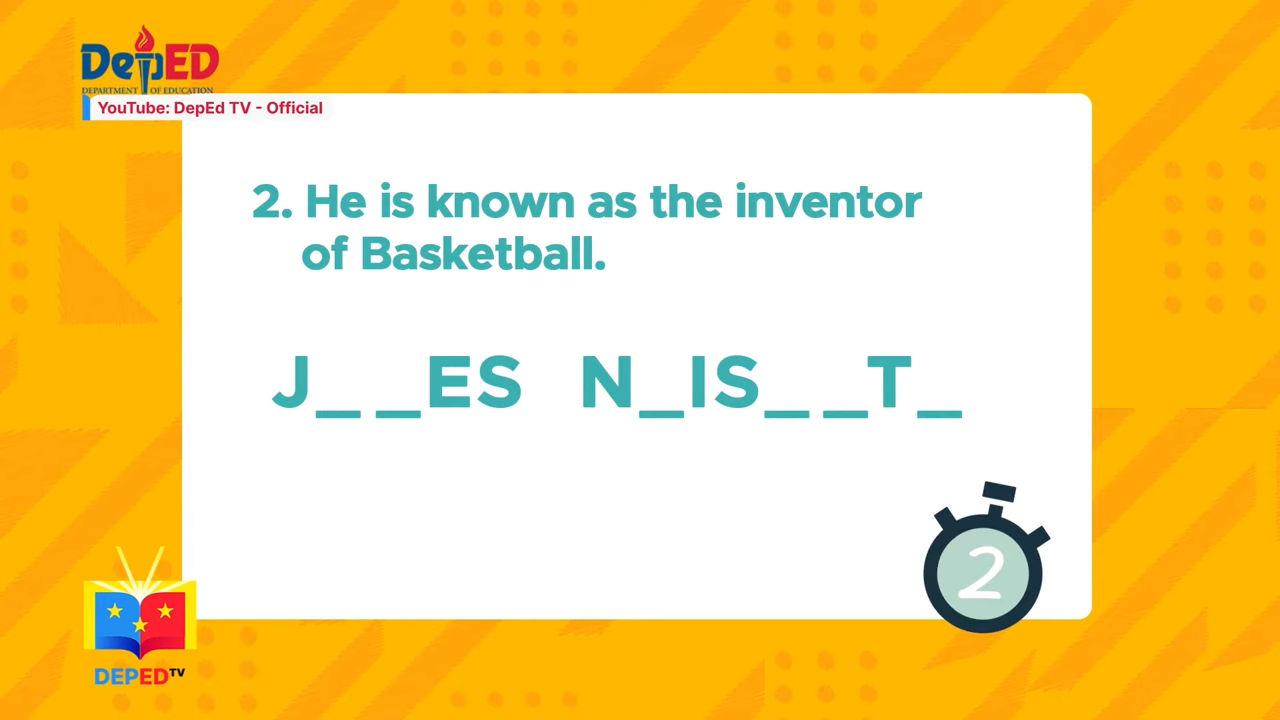 DepED
DEPARTMENT OF EDUCATION
YouTube: DepEd TV - Official
2. He is known as the inventor
of Basketball.
J_ _ES N_IS_ _T_
2
DEPEDTV